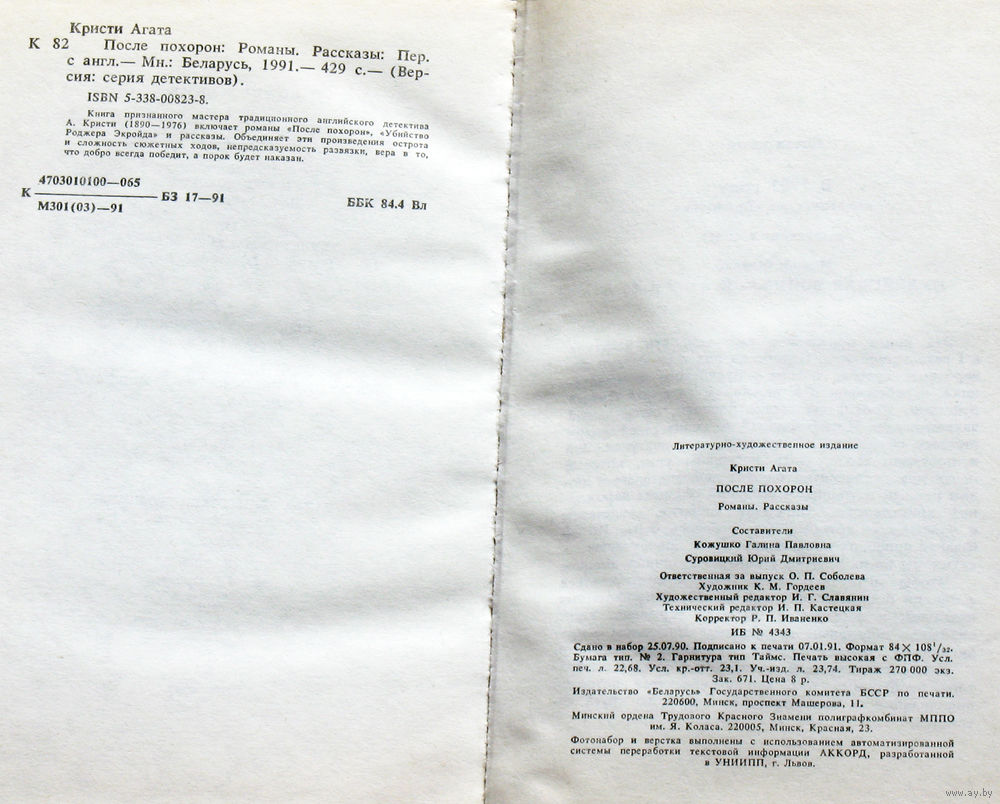 Кристи Агата
К 82 После похорон: Романы. Рассказы: Пер.
с англ.— Мн.: Беларусь, 1991.— 429 с.— (Вер-
сия: серия детективов).
ISBN 5-338-00823-8.
Книга признанного мастера традиционного английского детектива
А. Кристи (1890—1976) включает романы «После похорон», «Убийство
Роджера Экройда» и рассказы. Объединяет эти произведения острота
и сложность сюжетных ходов, непредсказуемость развязки, вера в то,
что добро всегда победит, а порок будет наказан.
4703010100—065
К БЗ 17—91
М301(03)—91
ББК 84.4 Вл
Литературно-художественное издание
Кристи Агата
ПОСЛЕ ПОХОРОН
Романы. Рассказы
Составители
Кожушко Галина Павловна
Суровицкий Юрий Дмитриевич
Ответственная за выпуск О. П. Соболева
Художник К. М. Гордеев
Художественный редактор И. Г. Славянин
Технический редактор И. П. Кастецкая
Корректор Р. П. Иваненко
ИБ № 4343
Сдано в набор 25.07.90. Подписано к печати 07.01.91. Формат 84×108¹/₃₂.
Бумага тип. № 2. Гарнитура тип Таймс. Печать высокая с ФПФ. Усл.
печ. л. 22,68. Усл. кр.-отт. 23,1. Уч.-изд. л. 23,74. Тираж 270 000 экз.
Зак. 671. Цена 8 р.
Издательство «Беларусь» Государственного комитета БССР по печати.
220600, Минск, проспект Машерова, 11.
Минский ордена Трудового Красного Знамени полиграфкомбинат МППО
им. Я. Коласа. 220005, Минск, Красная, 23.
Фотонабор и верстка выполнены с использованием автоматизированной
системы переработки текстовой информации АККОРД, разработанной
в УНИИПП, г. Львов.
www.ay.by